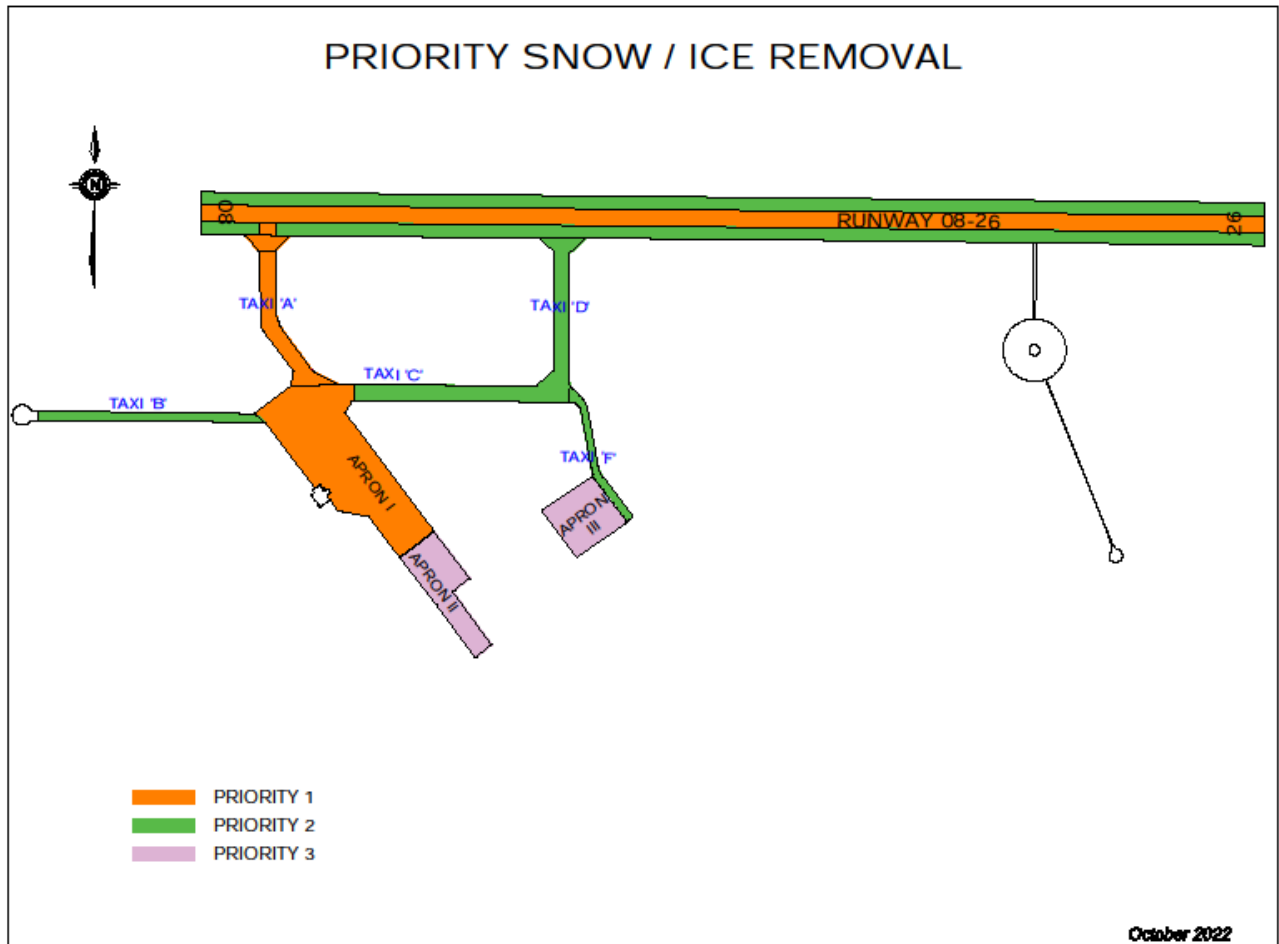 PRIORITY SNOW / ICE REMOVAL
N
08
RUNWAY 08-26
26
TAXI 'A'
TAXI 'D'
TAXI 'C'
TAXI 'B'
TAXI 'F'
APRON I
APRON
III
APRON II
PRIORITY 1
PRIORITY 2
PRIORITY 3
October 2022